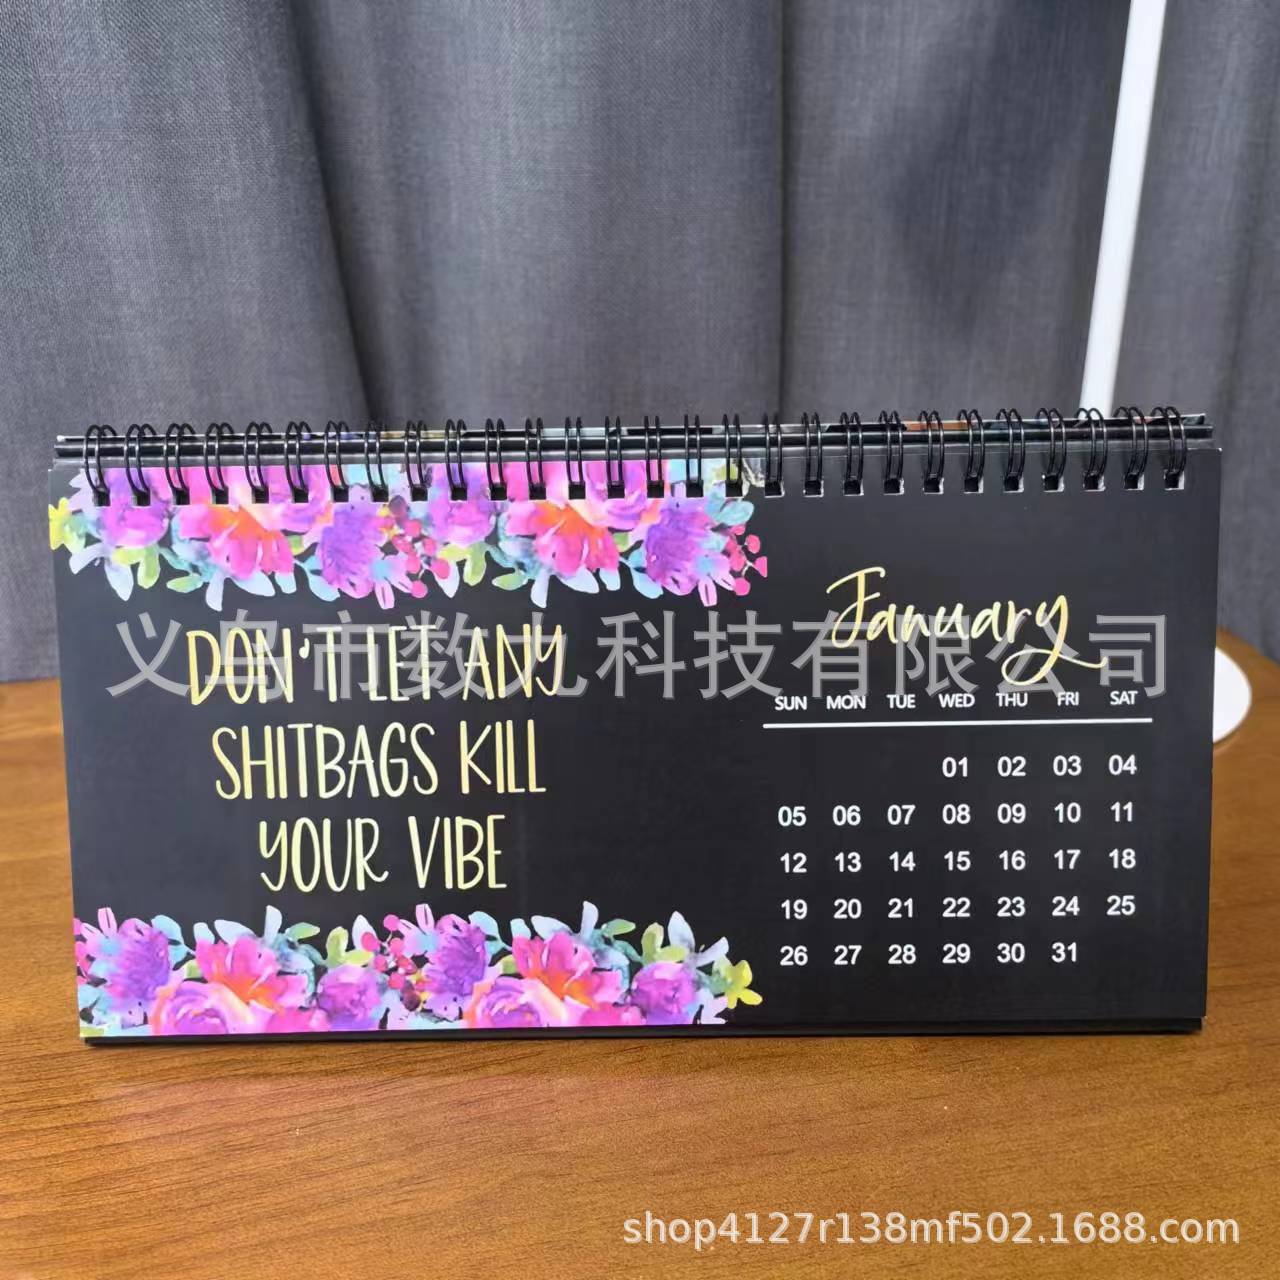 DON'T LET ANY
SHITBAGS KILL
YOUR VIBE
January
SUN MON TUE WED THU FRI SAT
01 02 03 04
05 06 07 08 09 10 11
12 13 14 15 16 17 18
19 20 21 22 23 24 25
26 27 28 29 30 31
义乌市数九科技有限公司
shop4127r138mf502.1688.com